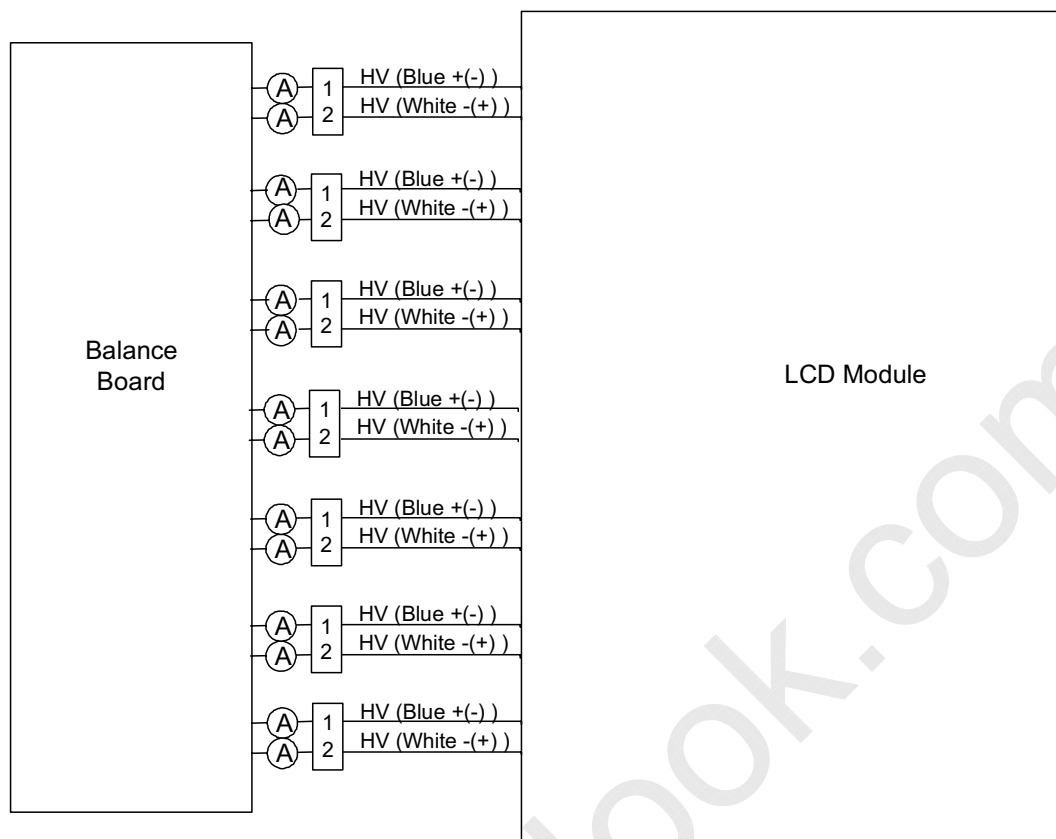 A 1 HV (Blue +(-) )
A 2 HV (White -(+) )
A 1 HV (Blue +(-) )
A 2 HV (White -(+) )
A 1 HV (Blue +(-) )
A 2 HV (White -(+) )
Balance
Board
LCD Module
A 1 HV (Blue +(-) )
A 2 HV (White -(+) )
A 1 HV (Blue +(-) )
A 2 HV (White -(+) )
A 1 HV (Blue +(-) )
A 2 HV (White -(+) )
A 1 HV (Blue +(-) )
A 2 HV (White -(+) )
look.com